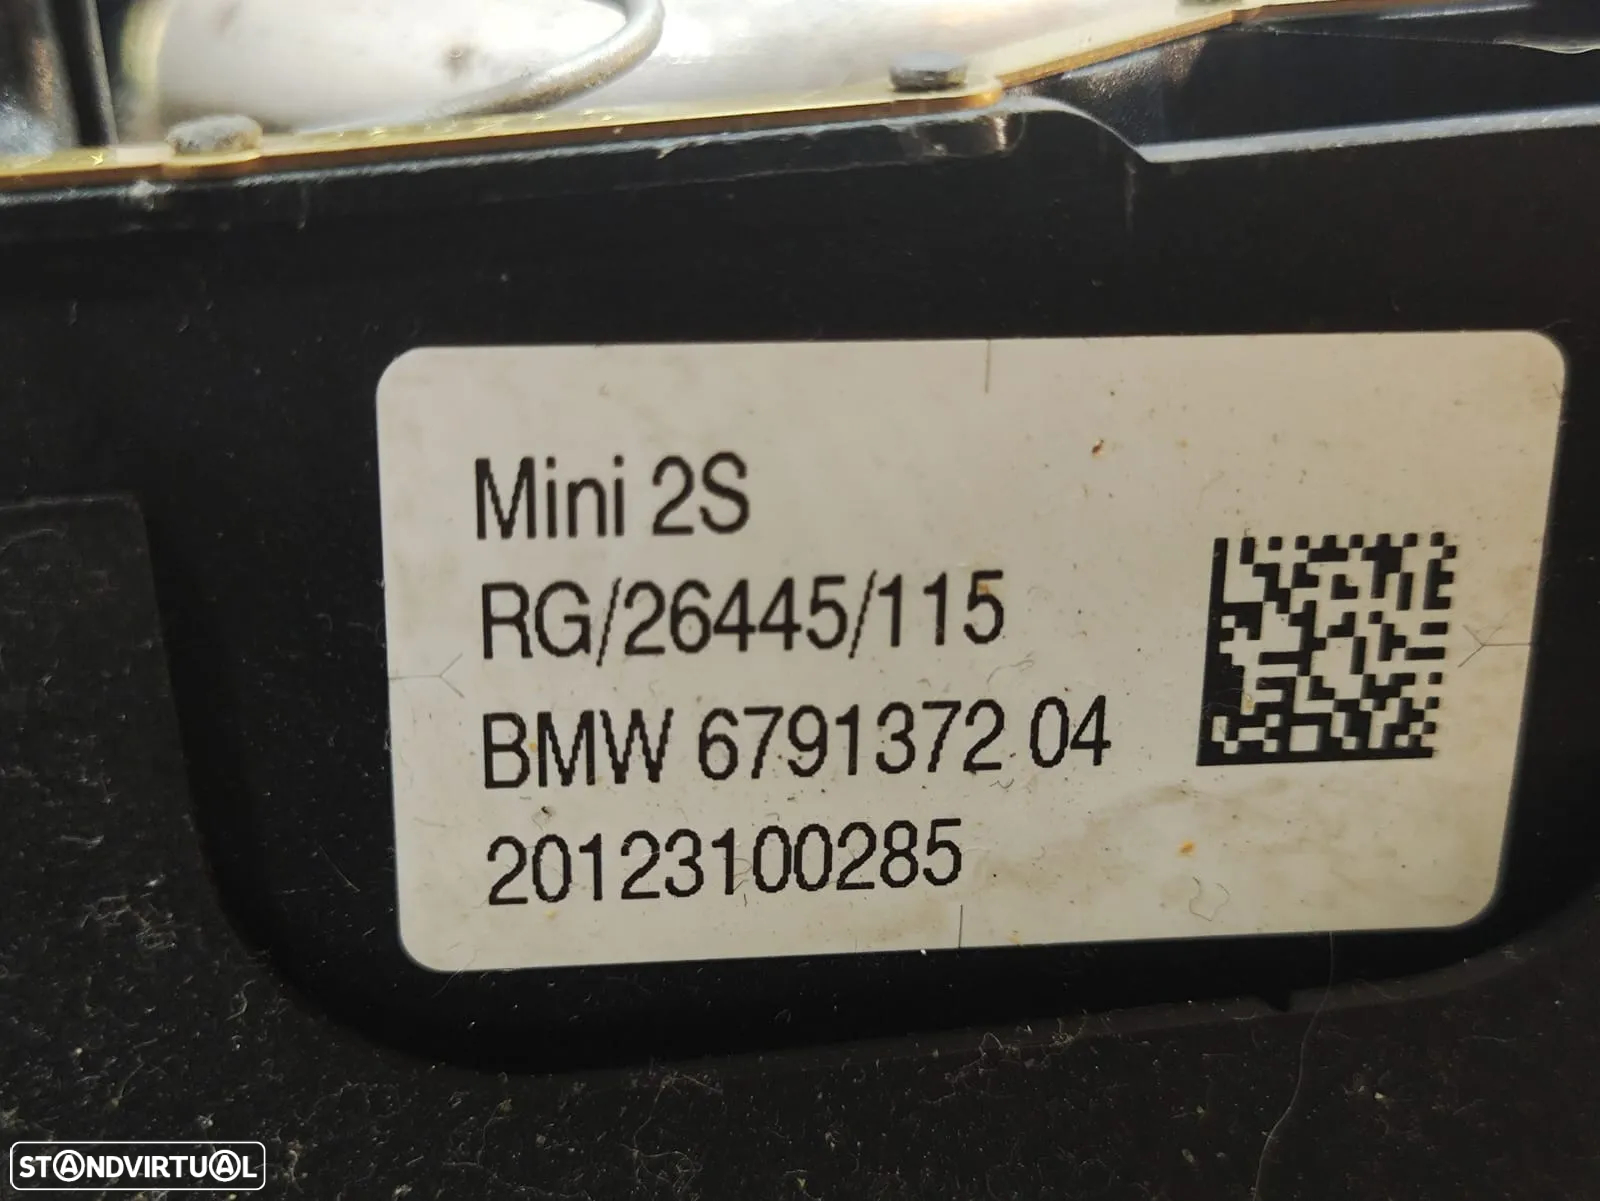 Mini 2S
RG/26445/115
BMW 6791372 04
20123100285
STANDVIRTUAL